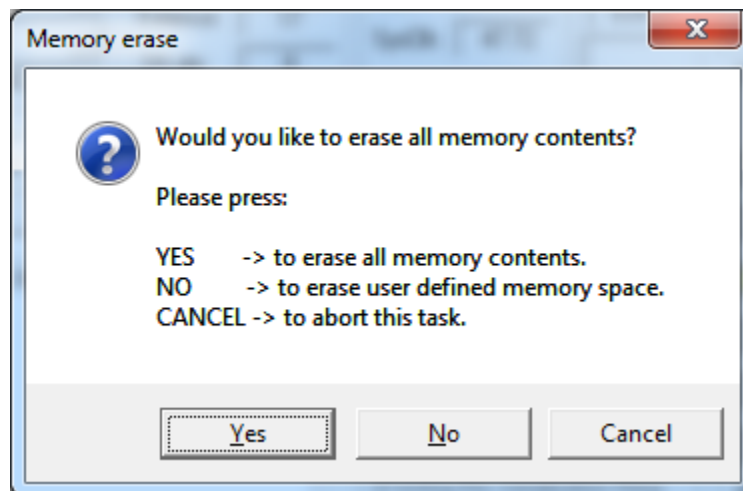 Memory erase
Would you like to erase all memory contents?
Please press:
YES -> to erase all memory contents.
NO -> to erase user defined memory space.
CANCEL -> to abort this task.
Yes No Cancel